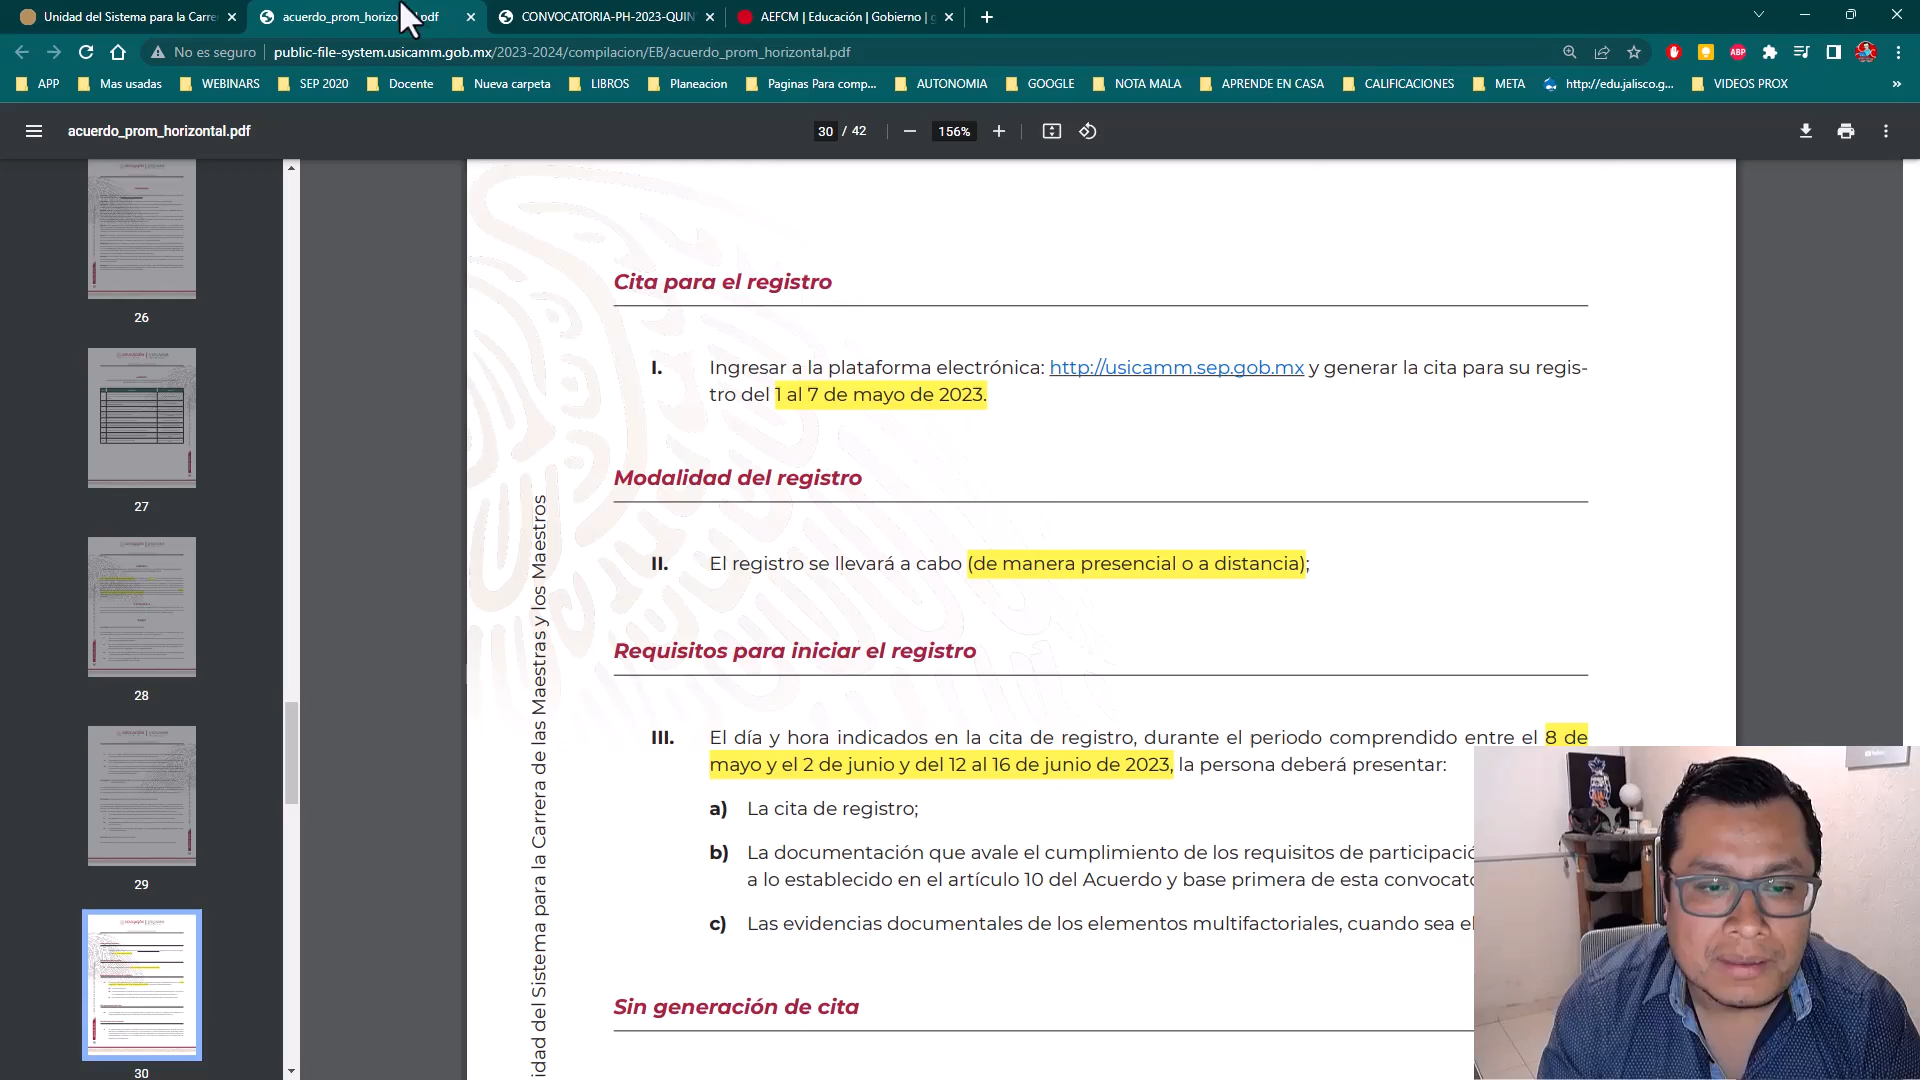 Unidad del Sistema para la Carrer
acuerdo_prom_horizo
pdf
CONVOCATORIA-PH-2023-QUIN
AEFCM | Educación | Gobierno | g
No es seguro
public-file-system.usicamm.gob.mx/2023-2024/compilacion/EB/acuerdo_prom_horizontal.pdf
ABP
APP
Mas usadas
WEBINARS
SEP 2020
Docente
Nueva carpeta
LIBROS
Planeacion
Paginas Para comp...
AUTONOMIA
GOOGLE
NOTA MALA
APRENDE EN CASA
CALIFICACIONES
META
http://edu.jalisco.g...
VIDEOS PROX
»
acuerdo_prom_horizontal.pdf
30 / 42
156%
26
27
28
29
30
Cita para el registro
I. Ingresar a la plataforma electrónica: http://usicamm.sep.gob.mx y generar la cita para su regis-
tro del 1 al 7 de mayo de 2023.
Modalidad del registro
II. El registro se llevará a cabo (de manera presencial o a distancia);
Requisitos para iniciar el registro
III. El día y hora indicados en la cita de registro, durante el periodo comprendido entre el 8 de
mayo y el 2 de junio y del 12 al 16 de junio de 2023, la persona deberá presentar:
a) La cita de registro;
b) La documentación que avale el cumplimiento de los requisitos de participació
a lo establecido en el artículo 10 del Acuerdo y base primera de esta convocato
c) Las evidencias documentales de los elementos multifactoriales, cuando sea el
Sin generación de cita
idad del Sistema para la Carrera de las Maestras y los Maestros